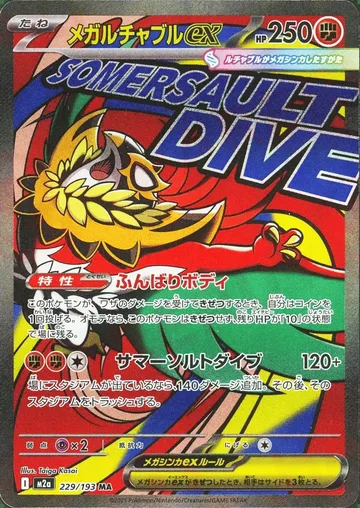 たね メガルチャブルex HP250
ルチャブルがメガシンカしたすがた
SOMERSAULT
DIVE
特性 とくせい ふんばりボディ
このポケモンが、ワザのダメージを受けてきぜつするとき、自分はコインを
1回投げる。オモテなら、このポケモンはきぜつせず、残りHPが「10」の状態
で場に残る。
サマーソルトダイブ 120+
場にスタジアムが出ているなら、140ダメージ追加。その後、その
スタジアムをトラッシュする。
弱点 ×2 抵抗力 にげる
メガシンカexルール
メガシンカexがきぜつしたとき、相手はサイドを3枚とる。
Illus. Taiga Kasai
I M2a 229/193 MA
©2025 Pokémon/Nintendo/Creatures/GAME FREAK